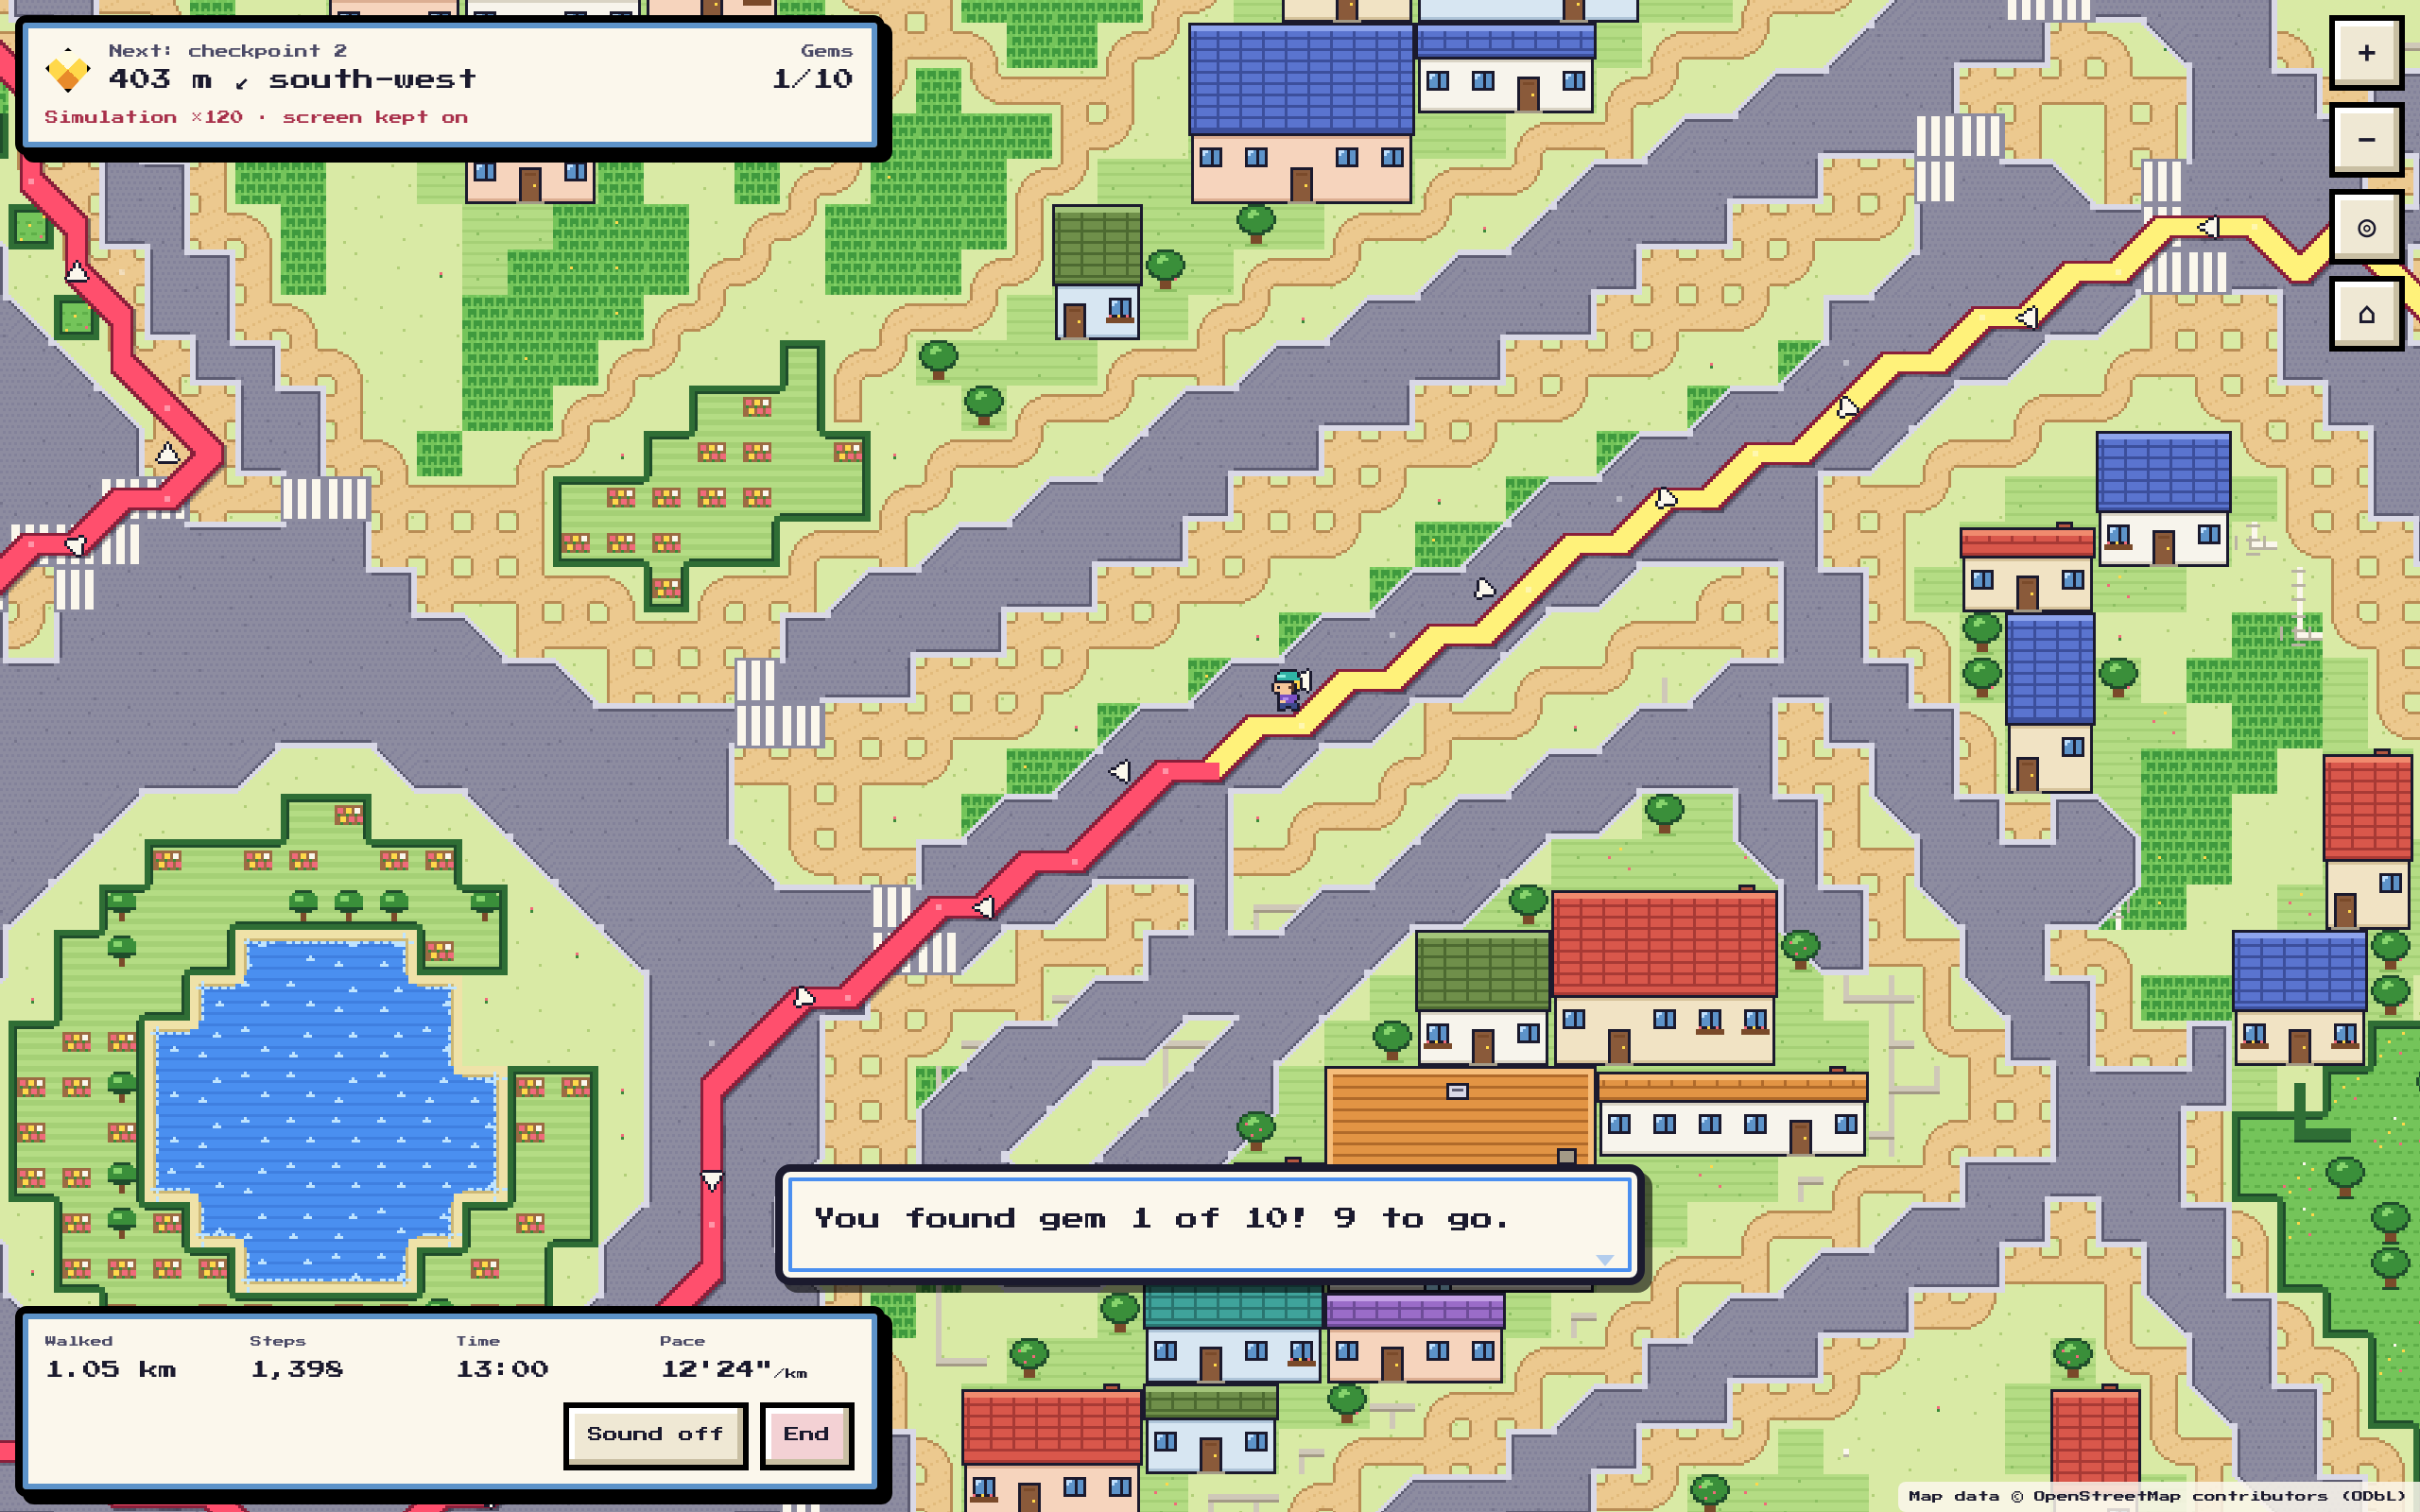 Next: checkpoint 2
Gems
403 m ↙ south-west
1/10
Simulation ×120 · screen kept on
+
−
You found gem 1 of 10! 9 to go.
Walked
Steps
Time
Pace
1.05 km
1,398
13:00
12'24"/km
Sound off
End
Map data © OpenStreetMap contributors (ODbL)